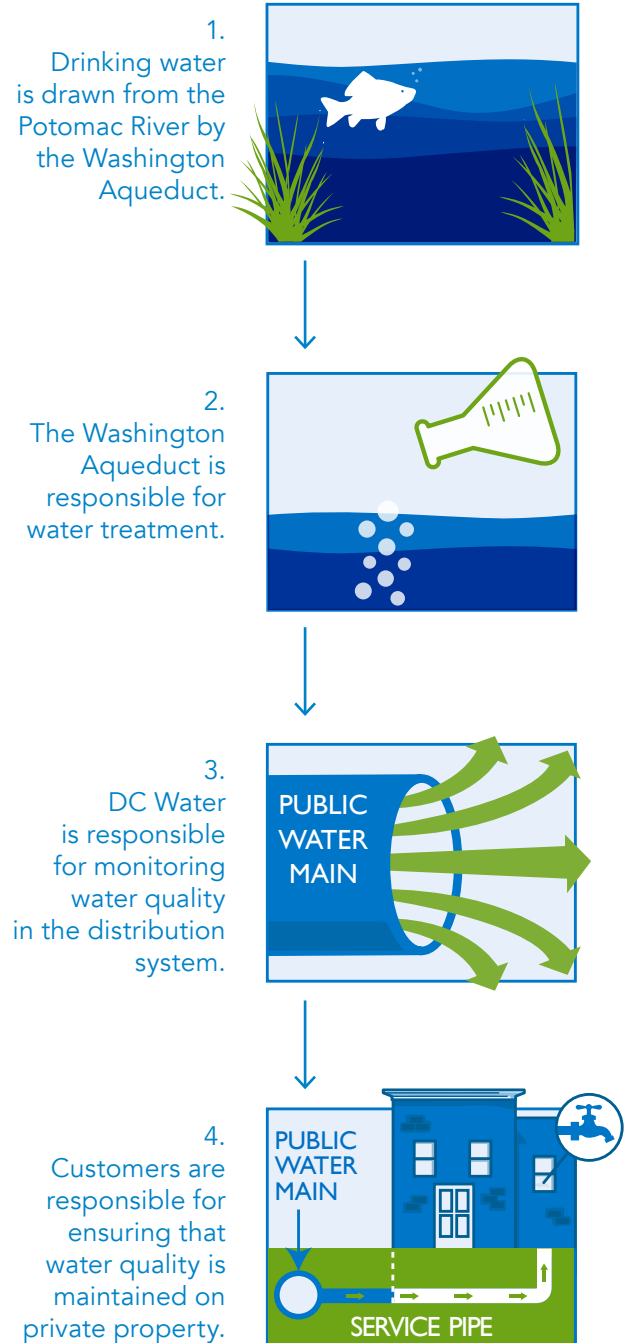 1.
Drinking water
is drawn from the
Potomac River by
the Washington
Aqueduct.
2.
The Washington
Aqueduct is
responsible for
water treatment.
3.
DC Water
is responsible
for monitoring
water quality
in the distribution
system.
PUBLIC
WATER
MAIN
4.
Customers are
responsible for
ensuring that
water quality is
maintained on
private property.
PUBLIC
WATER
MAIN
SERVICE PIPE